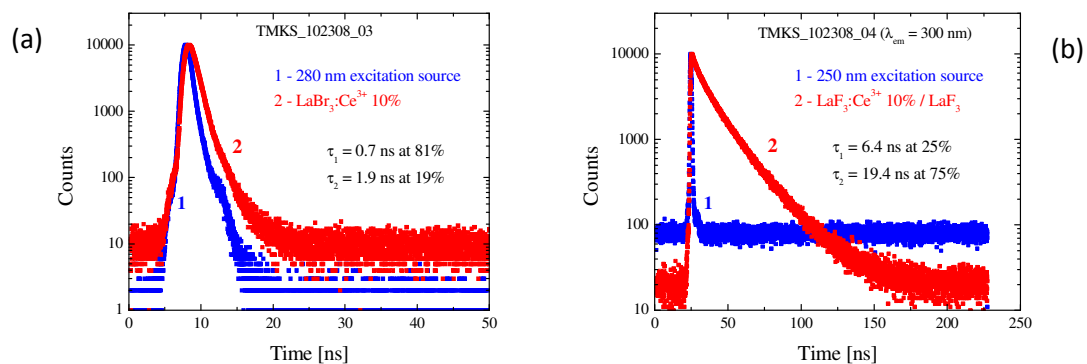 (a)
TMKS_102308_03
1 - 280 nm excitation source
2 - LaBr₃:Ce³⁺ 10%
τ₁ = 0.7 ns at 81%
τ₂ = 1.9 ns at 19%
2
1
Counts
10000
1000
100
10
1
0 10 20 30 40 50
Time [ns]
(b)
TMKS_102308_04 (λₑₘ = 300 nm)
1 - 250 nm excitation source
2 - LaF₃:Ce³⁺ 10% / LaF₃
τ₁ = 6.4 ns at 25%
τ₂ = 19.4 ns at 75%
2
1
Counts
10000
1000
100
10
0 50 100 150 200 250
Time [ns]